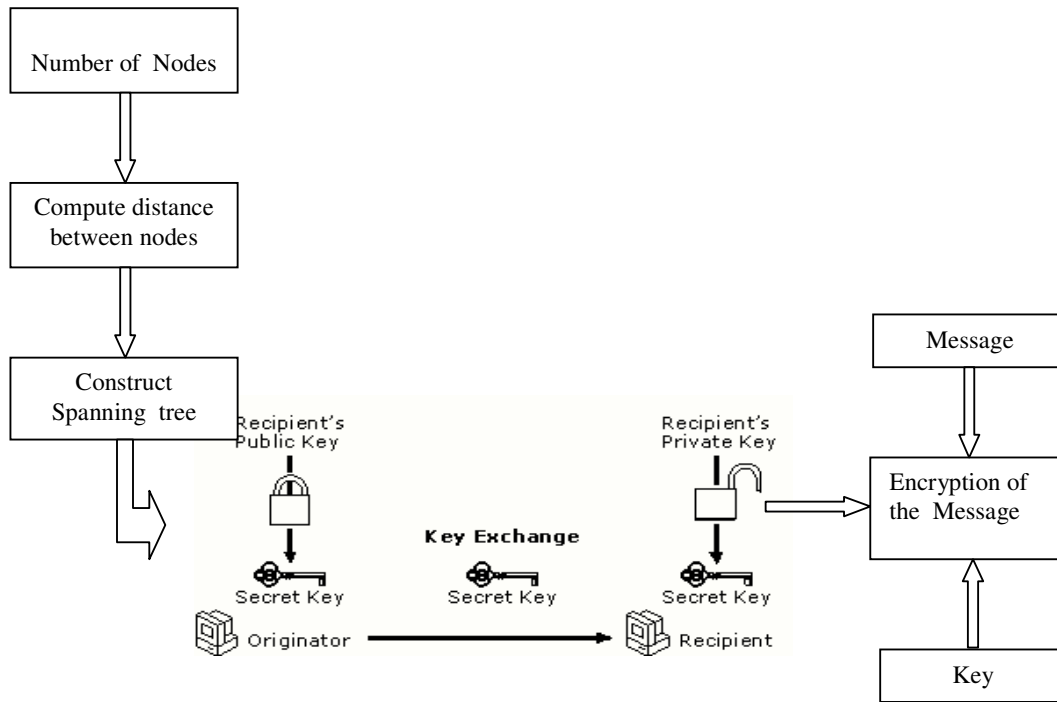 Number of Nodes
Compute distance
between nodes
Construct
Spanning tree
Recipient's
Public Key
Recipient's
Private Key
Key Exchange
Secret Key
Secret Key
Secret Key
Originator
Recipient
Message
Encryption of
the Message
Key